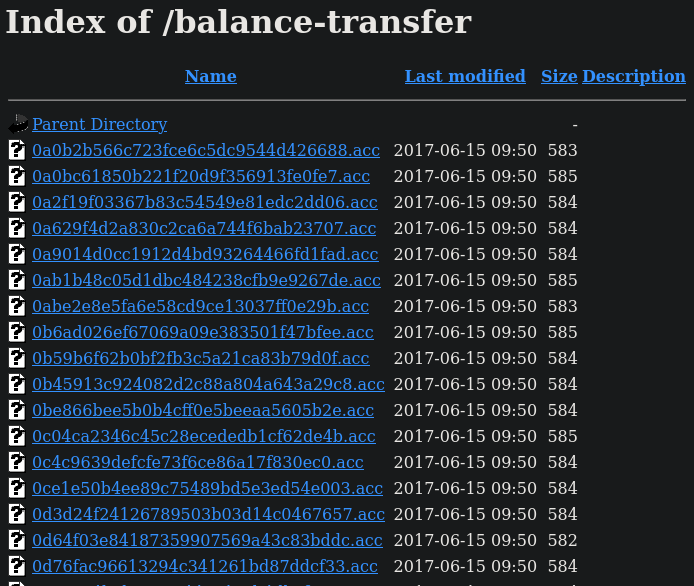 Index of /balance-transfer
Name Last modified Size Description
Parent Directory -
0a0b2b566c723fce6c5dc9544d426688.acc 2017-06-15 09:50 583
0a0bc61850b221f20d9f356913fe0fe7.acc 2017-06-15 09:50 585
0a2f19f03367b83c54549e81edc2dd06.acc 2017-06-15 09:50 584
0a629f4d2a830c2ca6a744f6bab23707.acc 2017-06-15 09:50 584
0a9014d0cc1912d4bd93264466fd1fad.acc 2017-06-15 09:50 584
0ab1b48c05d1dbc484238cfb9e9267de.acc 2017-06-15 09:50 585
0abe2e8e5fa6e58cd9ce13037ff0e29b.acc 2017-06-15 09:50 583
0b6ad026ef67069a09e383501f47bfee.acc 2017-06-15 09:50 585
0b59b6f62b0bf2fb3c5a21ca83b79d0f.acc 2017-06-15 09:50 584
0b45913c924082d2c88a804a643a29c8.acc 2017-06-15 09:50 584
0be866bee5b0b4cff0e5beeaa5605b2e.acc 2017-06-15 09:50 584
0c04ca2346c45c28ecededb1cf62de4b.acc 2017-06-15 09:50 585
0c4c9639defcfe73f6ce86a17f830ec0.acc 2017-06-15 09:50 584
0ce1e50b4ee89c75489bd5e3ed54e003.acc 2017-06-15 09:50 584
0d3d24f24126789503b03d14c0467657.acc 2017-06-15 09:50 584
0d64f03e84187359907569a43c83bddc.acc 2017-06-15 09:50 582
0d76fac96613294c341261bd87ddcf33.acc 2017-06-15 09:50 584